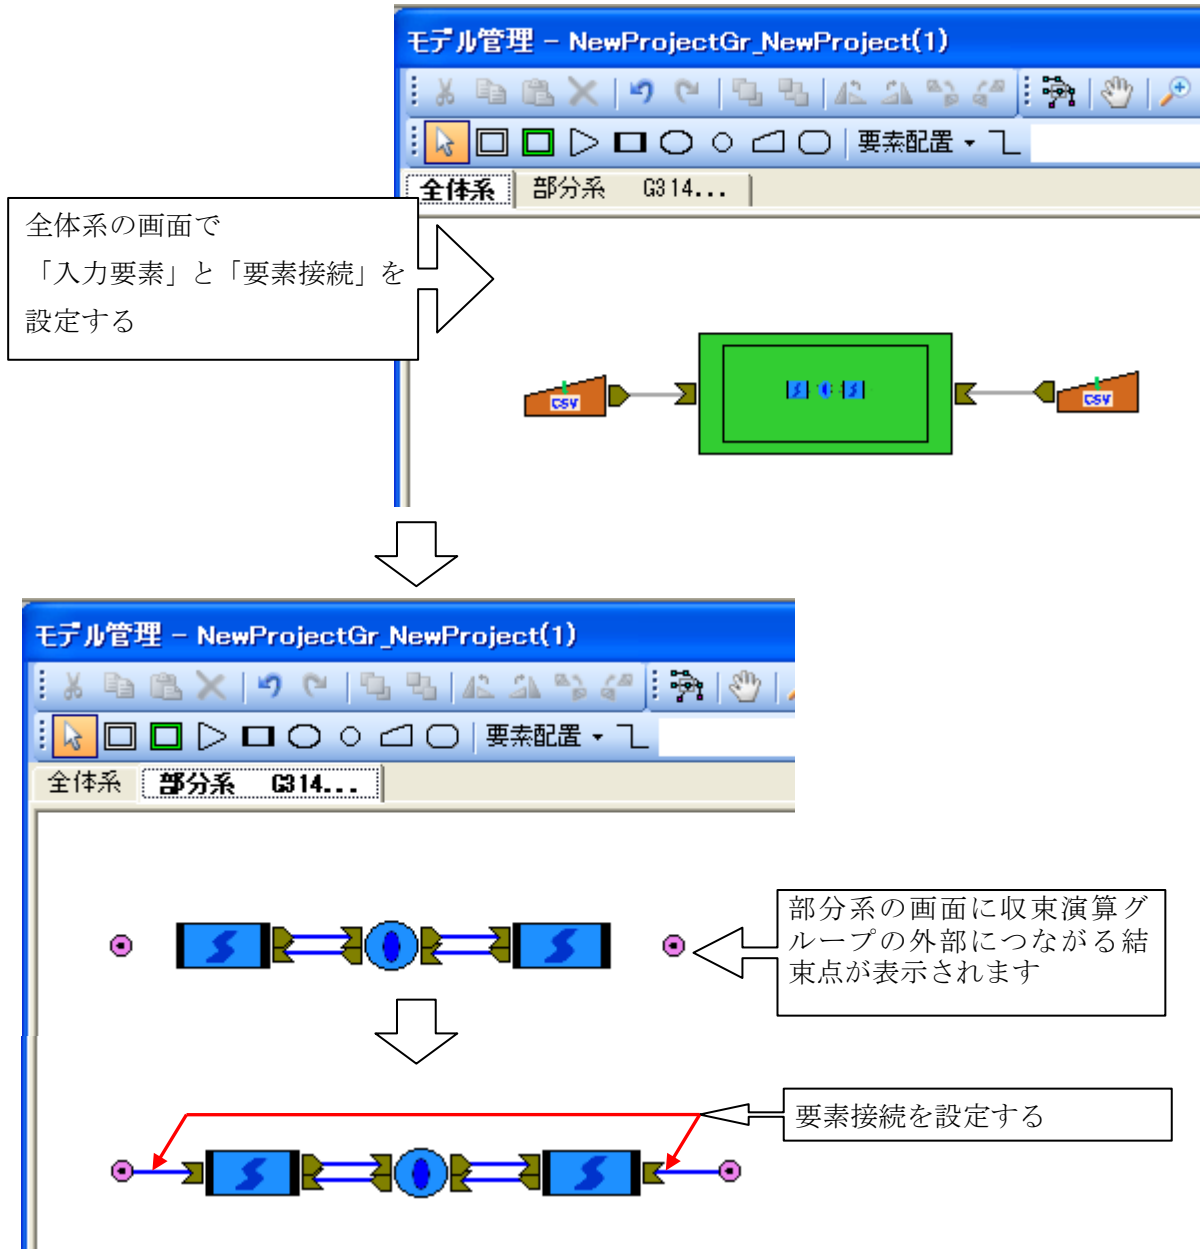 モデル管理 – NewProjectGr_NewProject(1)
要素配置
全体系 部分系 G314...
全体系の画面で
「入力要素」と「要素接続」を
設定する
CSV
CSV
モデル管理 – NewProjectGr_NewProject(1)
要素配置
全体系 部分系 G314...
部分系の画面に収束演算グ
ループの外部につながる結
束点が表示されます
要素接続を設定する